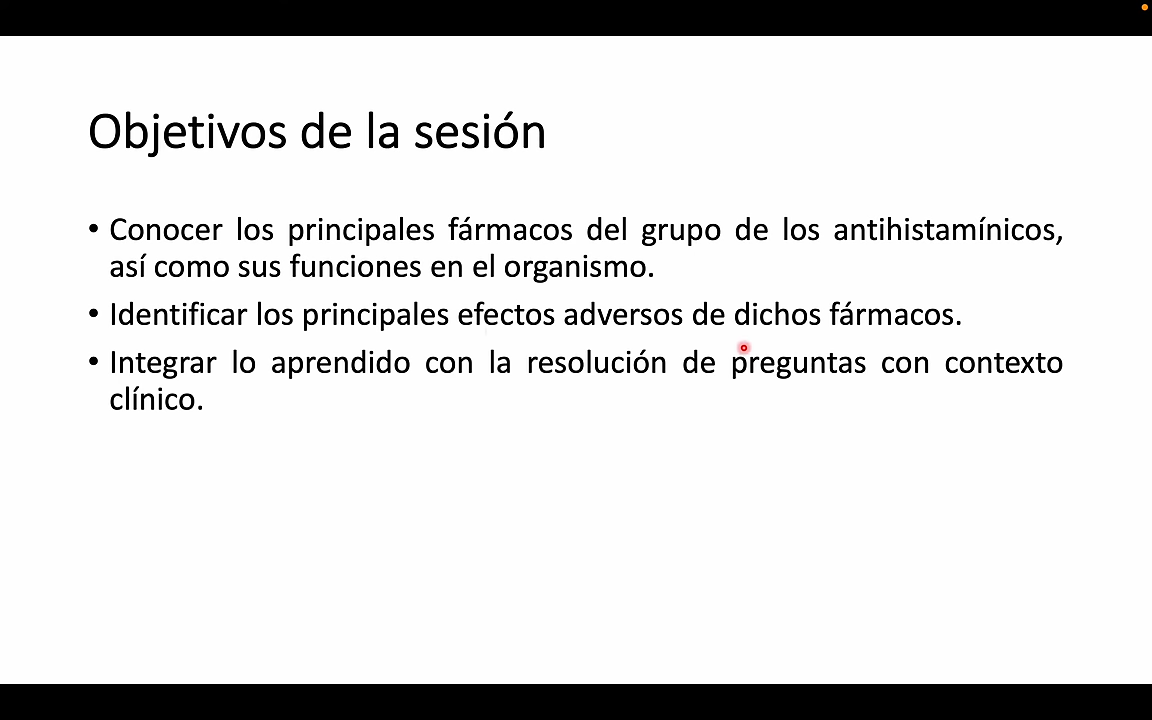 Objetivos de la sesión
• Conocer los principales fármacos del grupo de los antihistamínicos,
así como sus funciones en el organismo.
• Identificar los principales efectos adversos de dichos fármacos.
• Integrar lo aprendido con la resolución de preguntas con contexto
clínico.